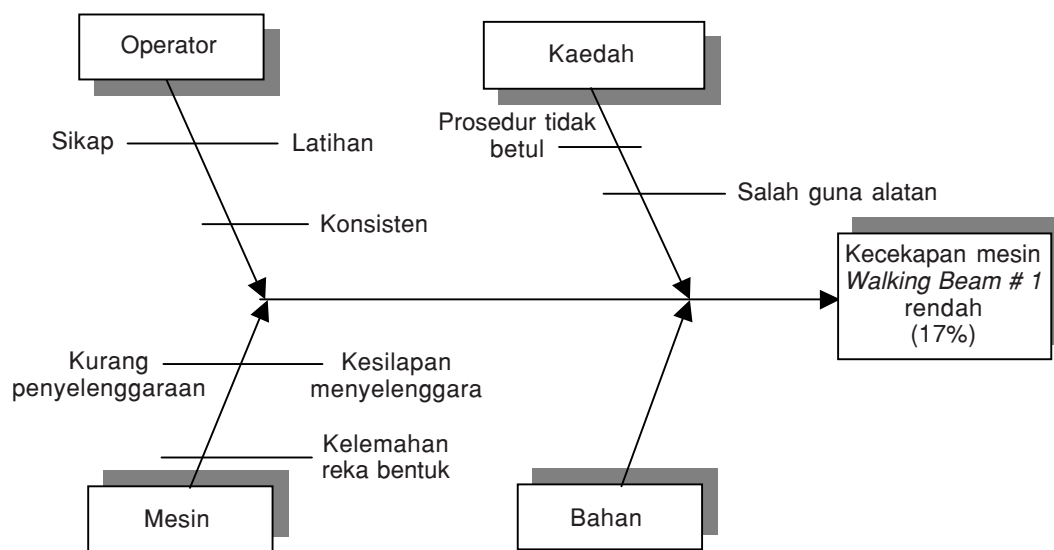 Operator
Kaedah
Sikap
Latihan
Prosedur tidak
betul
Salah guna alatan
Konsisten
Kecekapan mesin
Walking Beam # 1
rendah
(17%)
Kurang
penyelenggaraan
Kesilapan
menyelenggara
Kelemahan
reka bentuk
Mesin
Bahan